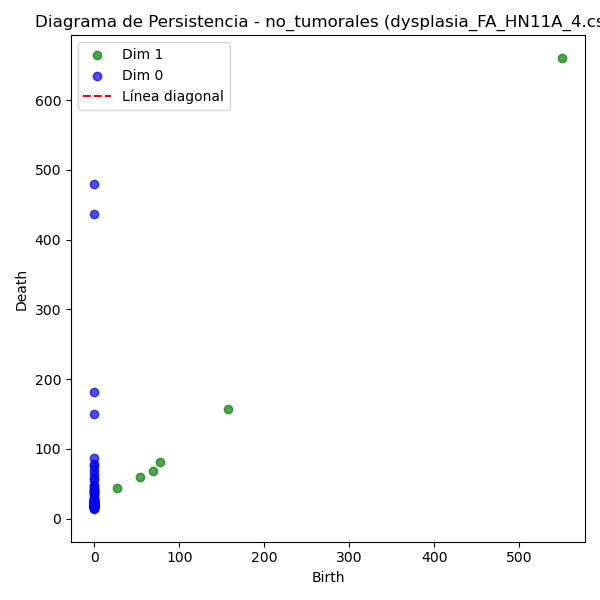 Diagrama de Persistencia - no_tumorales (dysplasia_FA_HN11A_4.cs
Dim 1
Dim 0
Línea diagonal
600
500
400
300
200
100
0
Death
0 100 200 300 400 500
Birth